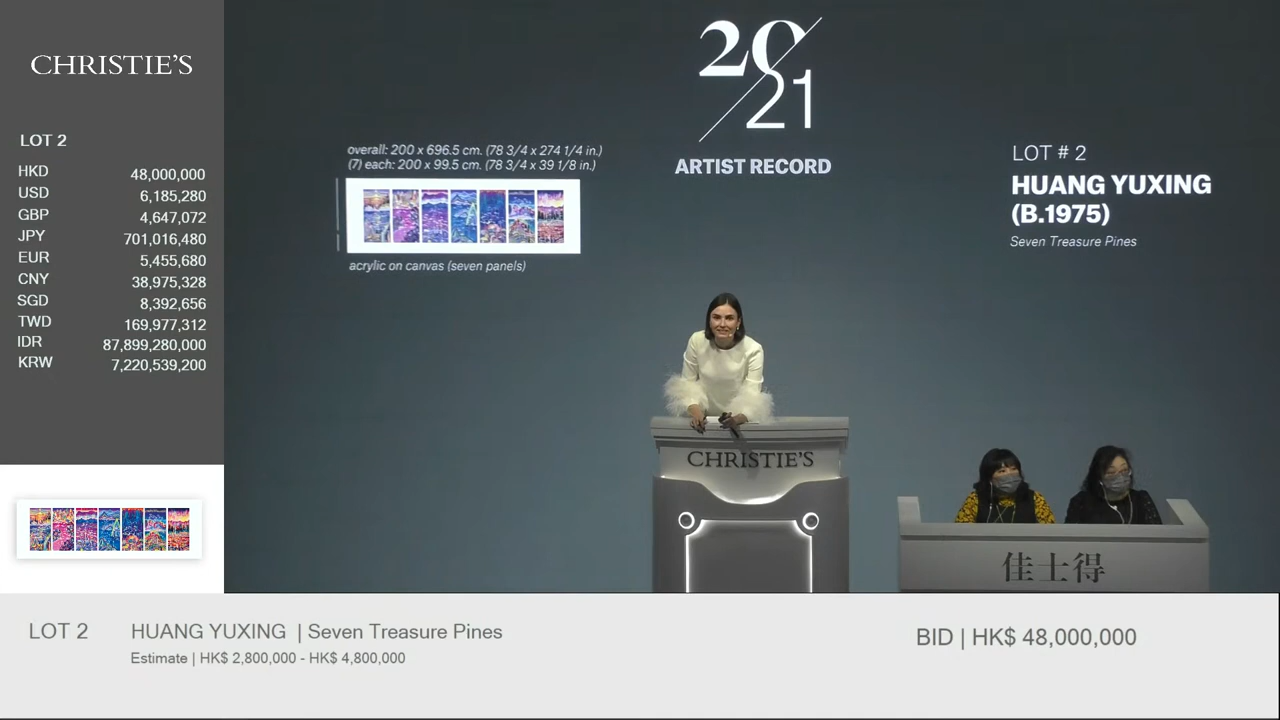 CHRISTIE'S
LOT 2
HKD 48,000,000
USD 6,185,280
GBP 4,647,072
JPY 701,016,480
EUR 5,455,680
CNY 38,975,328
SGD 8,392,656
TWD 169,977,312
IDR 87,899,280,000
KRW 7,220,539,200
20/21
ARTIST RECORD
overall: 200 x 696.5 cm. (78 3/4 x 274 1/4 in.)
(7) each: 200 x 99.5 cm. (78 3/4 x 39 1/8 in.)
acrylic on canvas (seven panels)
LOT # 2
HUANG YUXING
(B.1975)
Seven Treasure Pines
CHRISTIE'S
佳士得
LOT 2 HUANG YUXING | Seven Treasure Pines
Estimate | HK$ 2,800,000 - HK$ 4,800,000
BID | HK$ 48,000,000